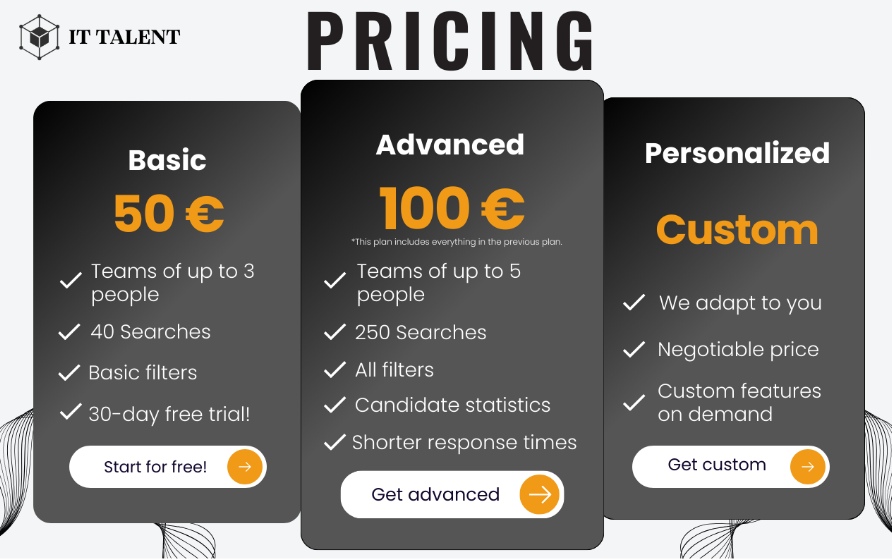 IT TALENT
PRICING
Basic
50 €
Teams of up to 3
people
40 Searches
Basic filters
30-day free trial!
Start for free!
Advanced
100 €
*This plan includes everything in the previous plan.
Teams of up to 5
people
250 Searches
All filters
Candidate statistics
Shorter response times
Get advanced
Personalized
Custom
We adapt to you
Negotiable price
Custom features
on demand
Get custom